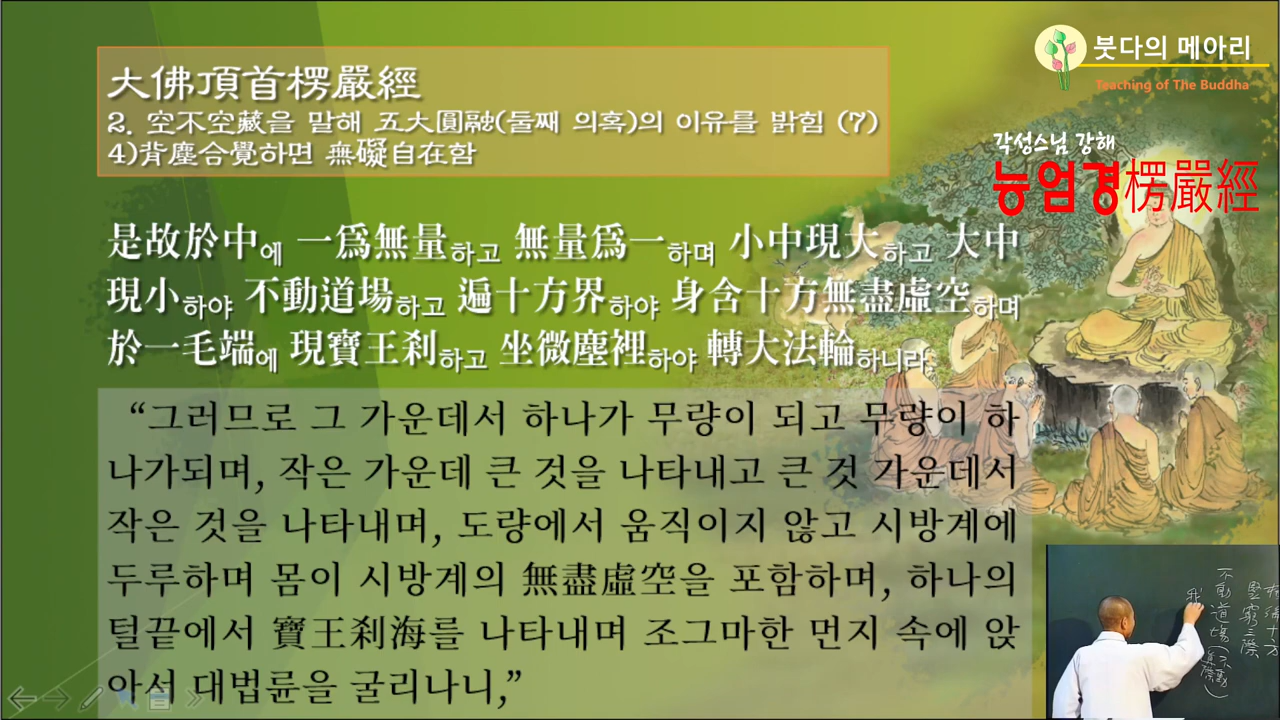 大佛頂首楞嚴經
2. 空不空藏을 말해 五大圓融(둘째 의혹)의 이유를 밝힘 (7)
4)背塵合覺하면 無礙自在함
붓다의 메아리
Teaching of The Buddha
각성스님 강해
능엄경楞嚴經
是故於中에 一爲無量하고 無量爲一하며 小中現大하고 大中
現小하야 不動道場하고 遍十方界하야 身含十方無盡虛空하며
於一毛端에 現寶王刹하고 坐微塵裡하야 轉大法輪하니라.
“그러므로 그 가운데서 하나가 무량이 되고 무량이 하
나가되며, 작은 가운데 큰 것을 나타내고 큰 것 가운데서
작은 것을 나타내며, 도량에서 움직이지 않고 시방계에
두루하며 몸이 시방계의 無盡虛空을 포함하며, 하나의
털끝에서 寶王刹海를 나타내며 조그마한 먼지 속에 앉
아서 대법륜을 굴리나니,”
十方
竪窮三際
不動道場
我